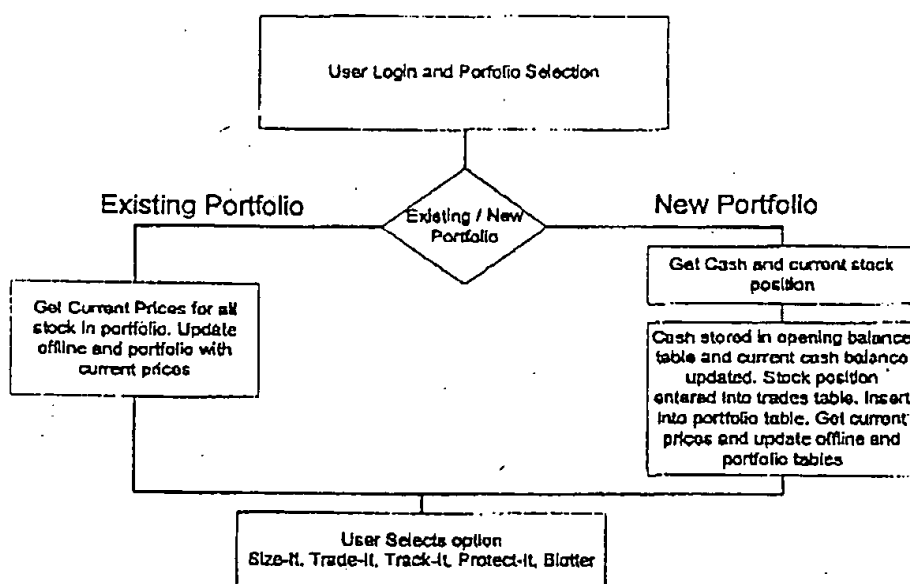 User Login and Porfolio Selection
Existing Portfolio
Existing / New
Portfolio
New Portfolio
Get Cash and current stock
position
Get Current Prices for all
stock in portfolio. Update
offline and portfolio with
current prices
Cash stored in opening balance
table and current cash balance
updated. Stock position
entered into trades table. Insert
into portfolio table. Get current
prices and update offline and
portfolio tables
User Selects option
Size-It, Trade-It, Track-It, Protect-It, Blotter